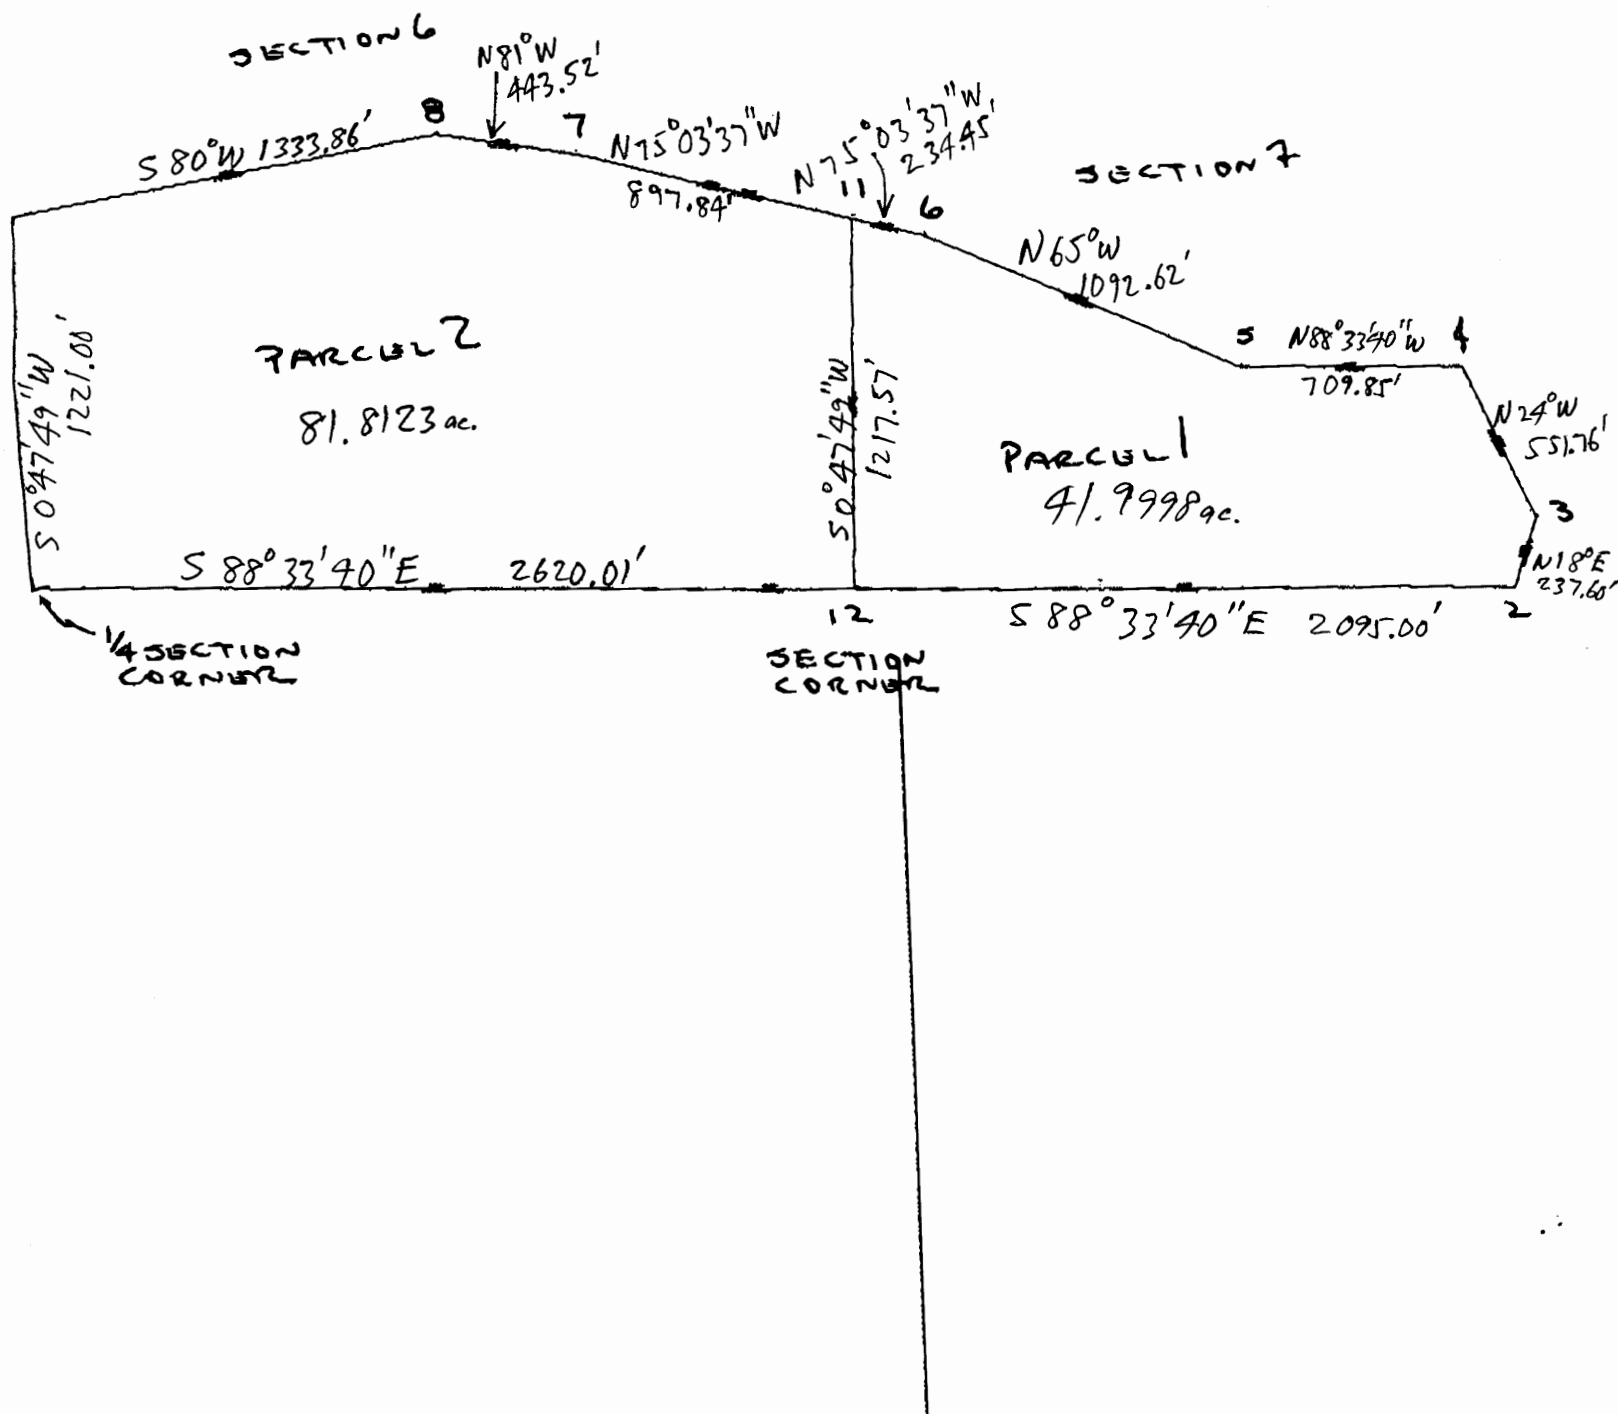 SECTION 6
N81°W
443.52'
8
7
S 80°W 1333.86'
N75°03'37"W
897.84'
N75°03'37"W
234.45'
11
6
SECTION 7
N65°W
1092.62'
5
N88°33'40"W
4
709.85'
N24°W
551.76'
3
N18°E
237.60'
2
PARCEL 2
81.8123 ac.
S 0°47'49"W
1221.00'
S0°47'49"W
1217.57'
PARCEL 1
41.9998 ac.
S 88°33'40"E 2620.01'
12
S 88°33'40"E 2095.00'
1/4 SECTION
CORNER
SECTION
CORNER